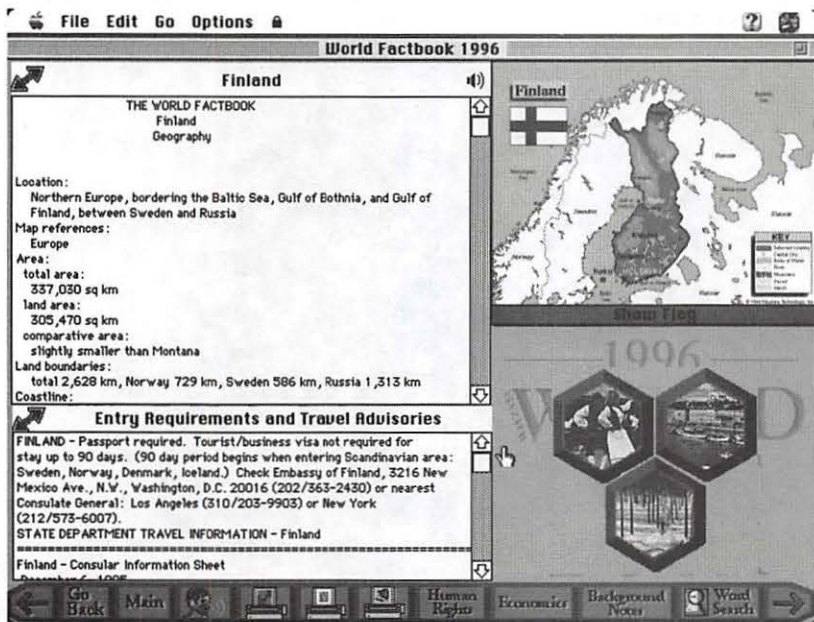 File Edit Go Options
World Factbook 1996
Finland
THE WORLD FACTBOOK
Finland
Geography
Location:
Northern Europe, bordering the Baltic Sea, Gulf of Bothnia, and Gulf of
Finland, between Sweden and Russia
Map references:
Europe
Area:
total area:
337,030 sq km
land area:
305,470 sq km
comparative area:
slightly smaller than Montana
Land boundaries:
total 2,628 km, Norway 729 km, Sweden 586 km, Russia 1,313 km
Coastline:
Entry Requirements and Travel Advisories
FINLAND - Passport required. Tourist/business visa not required for
stay up to 90 days. (90 day period begins when entering Scandinavian area:
Sweden, Norway, Denmark, Iceland.) Check Embassy of Finland, 3216 New
Mexico Ave., N.W., Washington, D.C. 20016 (202/363-2430) or nearest
Consulate General: Los Angeles (310/203-9903) or New York
(212/573-6007).
STATE DEPARTMENT TRAVEL INFORMATION - Finland
Finland - Consular Information Sheet
December 6, 1995
Finland
KEY
Show Flag
1996
Go Back
Main
Human Rights
Economics
Background Notes
Word Search